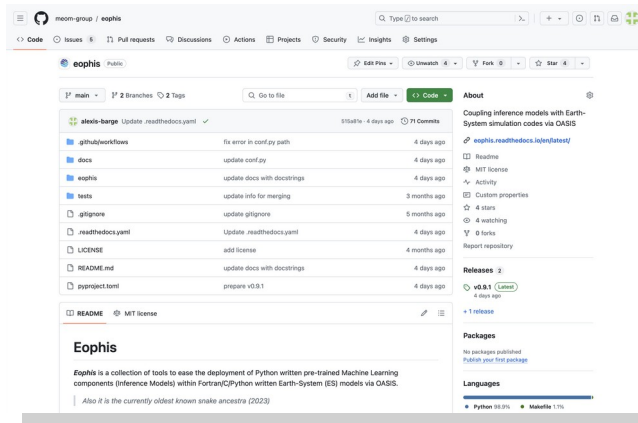 meom-group / eophis
Type / to search
Code Issues 5 Pull requests Discussions Actions Projects Security Insights Settings
eophis Public
Edit Pins Unwatch 4 Fork 0 Star 4
main 2 Branches 2 Tags Go to file t Add file <> Code
About
Coupling inference models with Earth-
System simulation codes via OASIS
eophis.readthedocs.io/en/latest/
Readme
MIT license
Activity
Custom properties
4 stars
4 watching
0 forks
Report repository
alexis-barge Update .readthedocs.yaml 515a81e · 4 days ago 71 Commits
.github/workflows fix error in conf.py path 4 days ago
docs update conf.py 4 days ago
eophis update docs with docstrings 4 days ago
tests update info for merging 3 months ago
.gitignore update gitignore 5 months ago
.readthedocs.yaml Update .readthedocs.yaml 4 days ago
LICENSE add license 4 months ago
README.md update docs with docstrings 4 days ago
pyproject.toml prepare v0.9.1 4 days ago
Releases 2
v0.9.1 Latest
4 days ago
+ 1 release
README MIT license
Eophis
Eophis is a collection of tools to ease the deployment of Python written pre-trained Machine Learning
components (Inference Models) within Fortran/C/Python written Earth-System (ES) models via OASIS.
Also it is the currently oldest known snake ancestra (2023)
Packages
No packages published
Publish your first package
Languages
Python 98.9% Makefile 1.1%